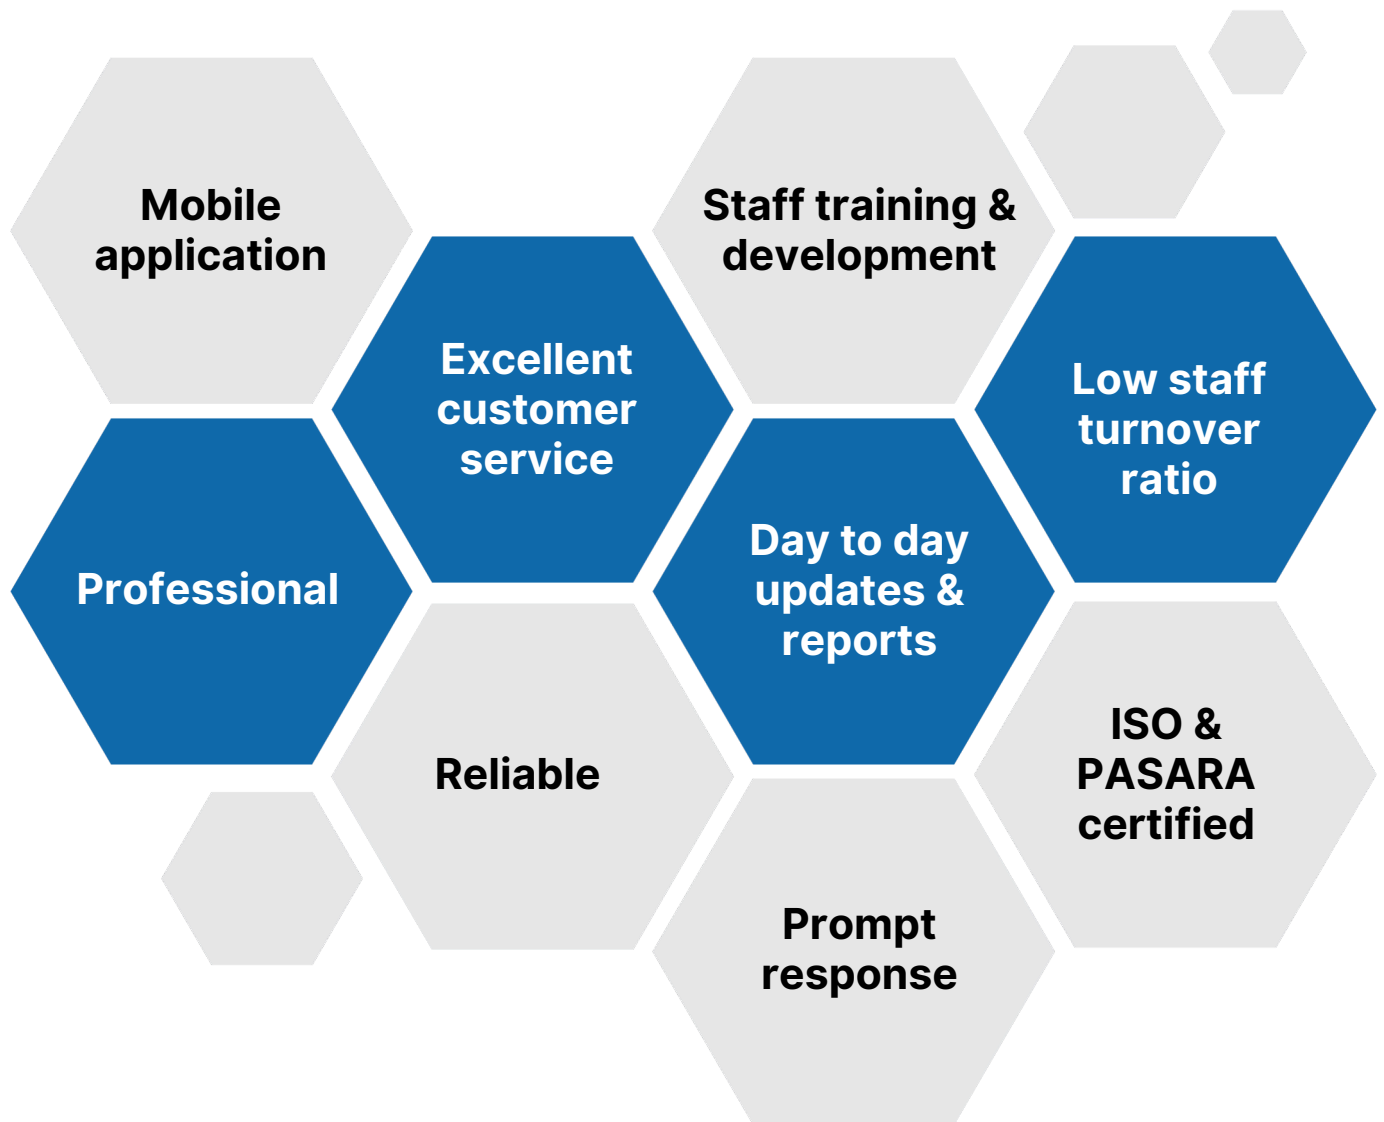 Mobile
application
Staff training &
development
Excellent
customer
service
Low staff
turnover
ratio
Professional
Day to day
updates &
reports
Reliable
ISO &
PASARA
certified
Prompt
response